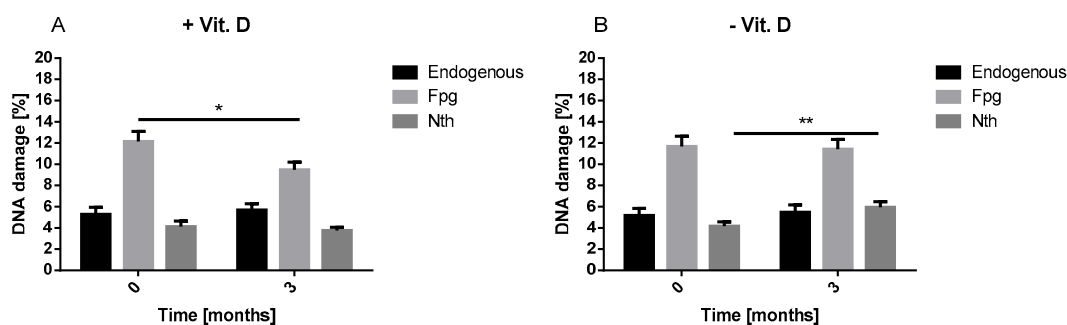 A
+ Vit. D
20
18
16
14
12
10
8
6
4
2
0
DNA damage [%]
*
Endogenous
Fpg
Nth
0
3
Time [months]
B
- Vit. D
20
18
16
14
12
10
8
6
4
2
0
DNA damage [%]
**
Endogenous
Fpg
Nth
0
3
Time [months]